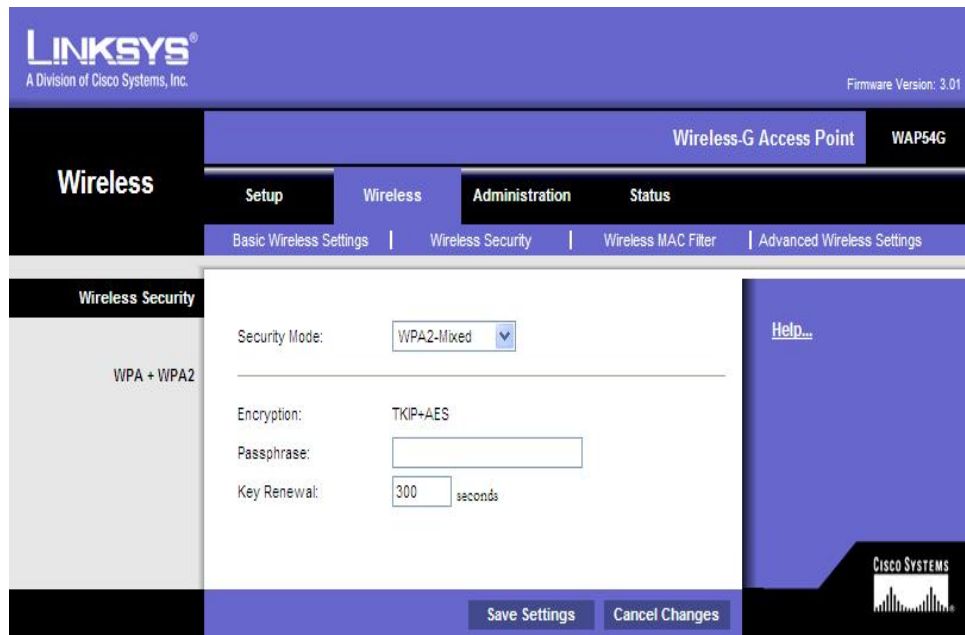 LINKSYS®
A Division of Cisco Systems, Inc.
Firmware Version: 3.01
Wireless-G Access Point WAP54G
Wireless
Setup Wireless Administration Status
Basic Wireless Settings | Wireless Security | Wireless MAC Filter | Advanced Wireless Settings
Wireless Security
Security Mode: WPA2-Mixed
Help...
WPA + WPA2
Encryption: TKIP+AES
Passphrase:
Key Renewal: 300 seconds
CISCO SYSTEMS
Save Settings Cancel Changes